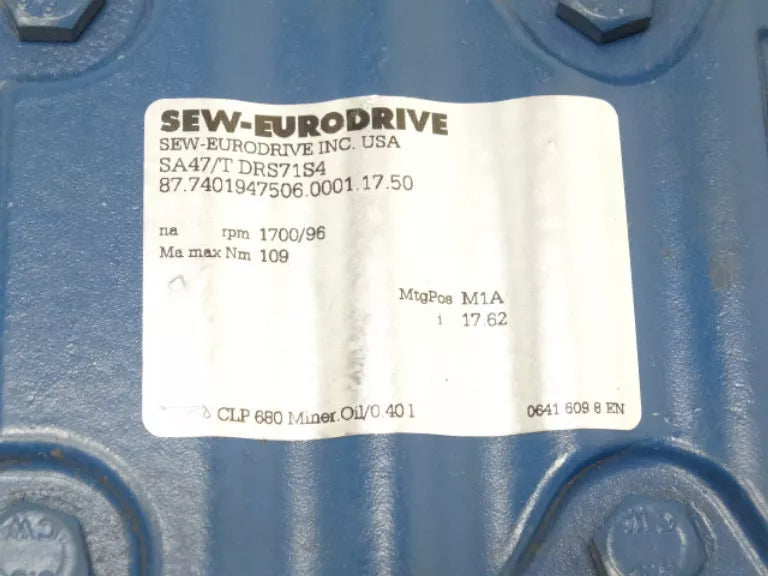 SEW-EURODRIVE
SEW-EURODRIVE INC. USA
SA47/T DRS71S4
87.7401947506.0001.17.50
na rpm 1700/96
Ma max Nm 109
MtgPos M1A
i 17.62
CLP 680 Miner.Oil/0.40 l
0641 609 8 EN